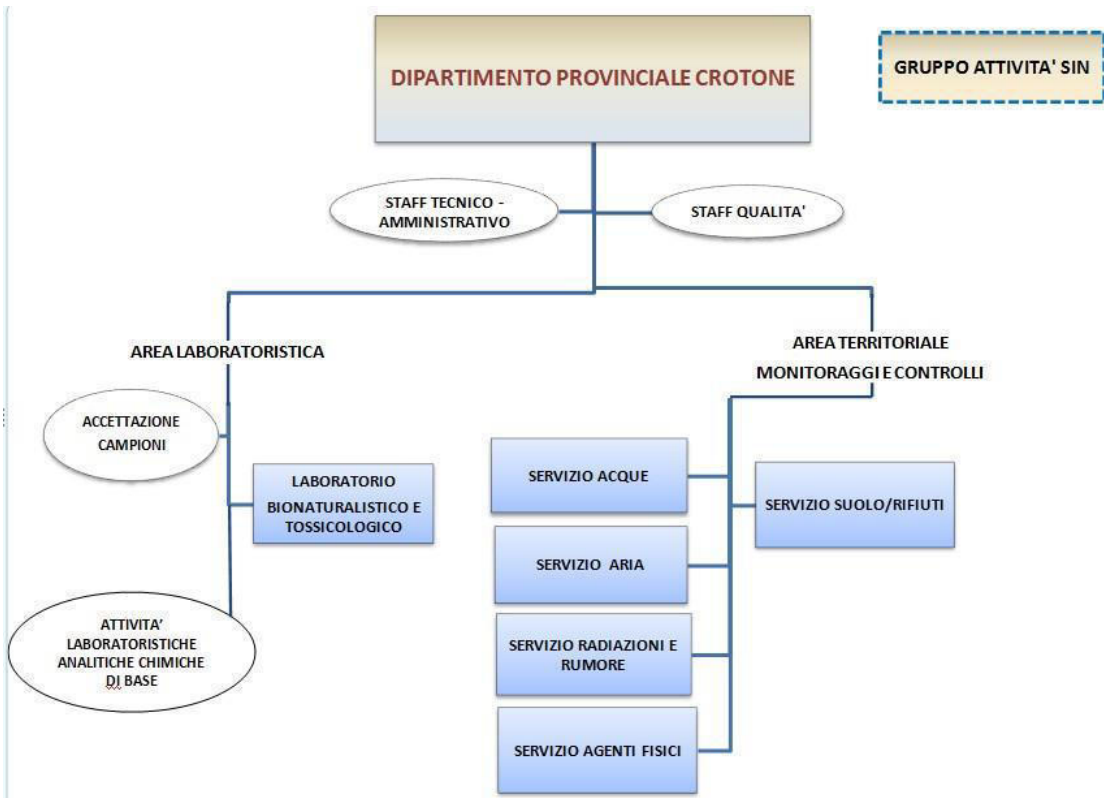 DIPARTIMENTO PROVINCIALE CROTONE
GRUPPO ATTIVITA' SIN
STAFF TECNICO -
AMMINISTRATIVO
STAFF QUALITA'
AREA LABORATORISTICA
ACCETTAZIONE
CAMPIONI
LABORATORIO
BIONATURALISTICO E
TOSSICOLOGICO
ATTIVITA’
LABORATORISTICHE
ANALITICHE CHIMICHE
DI BASE
AREA TERRITORIALE
MONITORAGGI E CONTROLLI
SERVIZIO ACQUE
SERVIZIO SUOLO/RIFIUTI
SERVIZIO ARIA
SERVIZIO RADIAZIONI E
RUMORE
SERVIZIO AGENTI FISICI